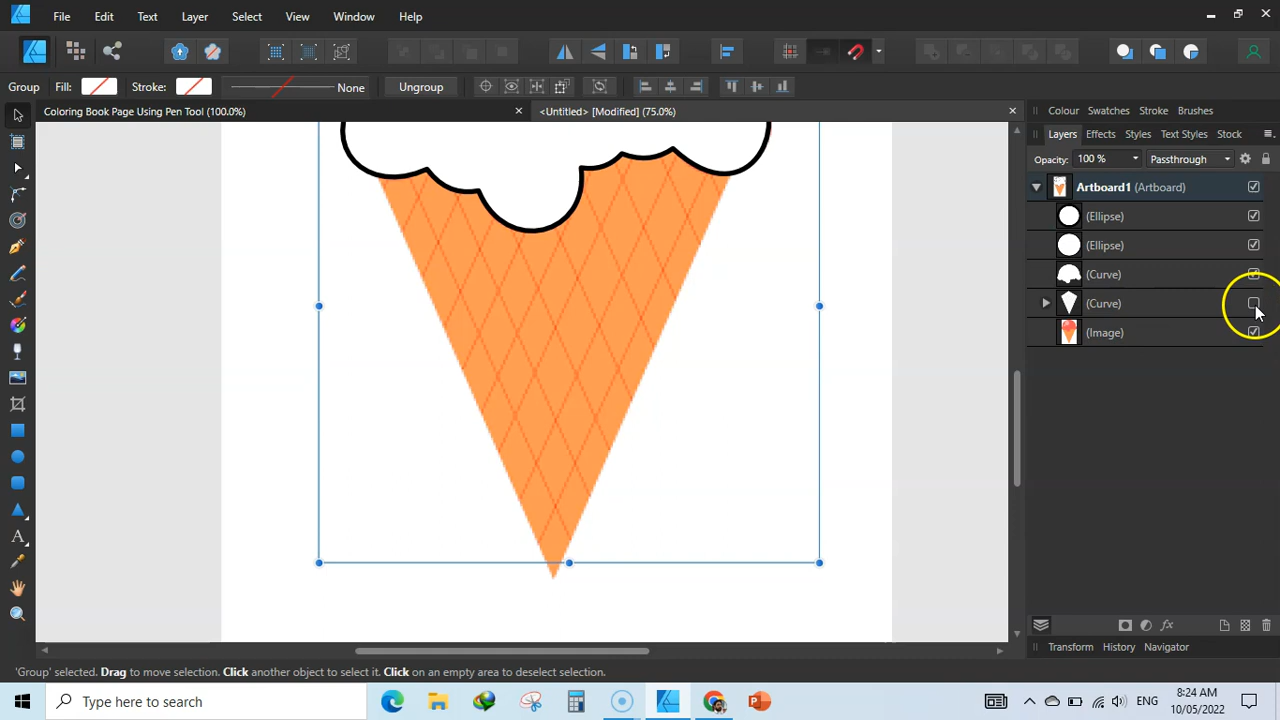 File Edit Text Layer Select View Window Help
Group Fill: Stroke: None Ungroup
Coloring Book Page Using Pen Tool (100.0%)
<Untitled> [Modified] (75.0%)
Colour Swatches Stroke Brushes
Layers Effects Styles Text Styles Stock
Opacity: 100 % Passthrough
Artboard1 (Artboard)
(Ellipse)
(Ellipse)
(Curve)
(Curve)
(Image)
A
Transform History Navigator
'Group' selected. Drag to move selection. Click another object to select it. Click on an empty area to deselect selection.
Type here to search
8:24 AM
10/05/2022